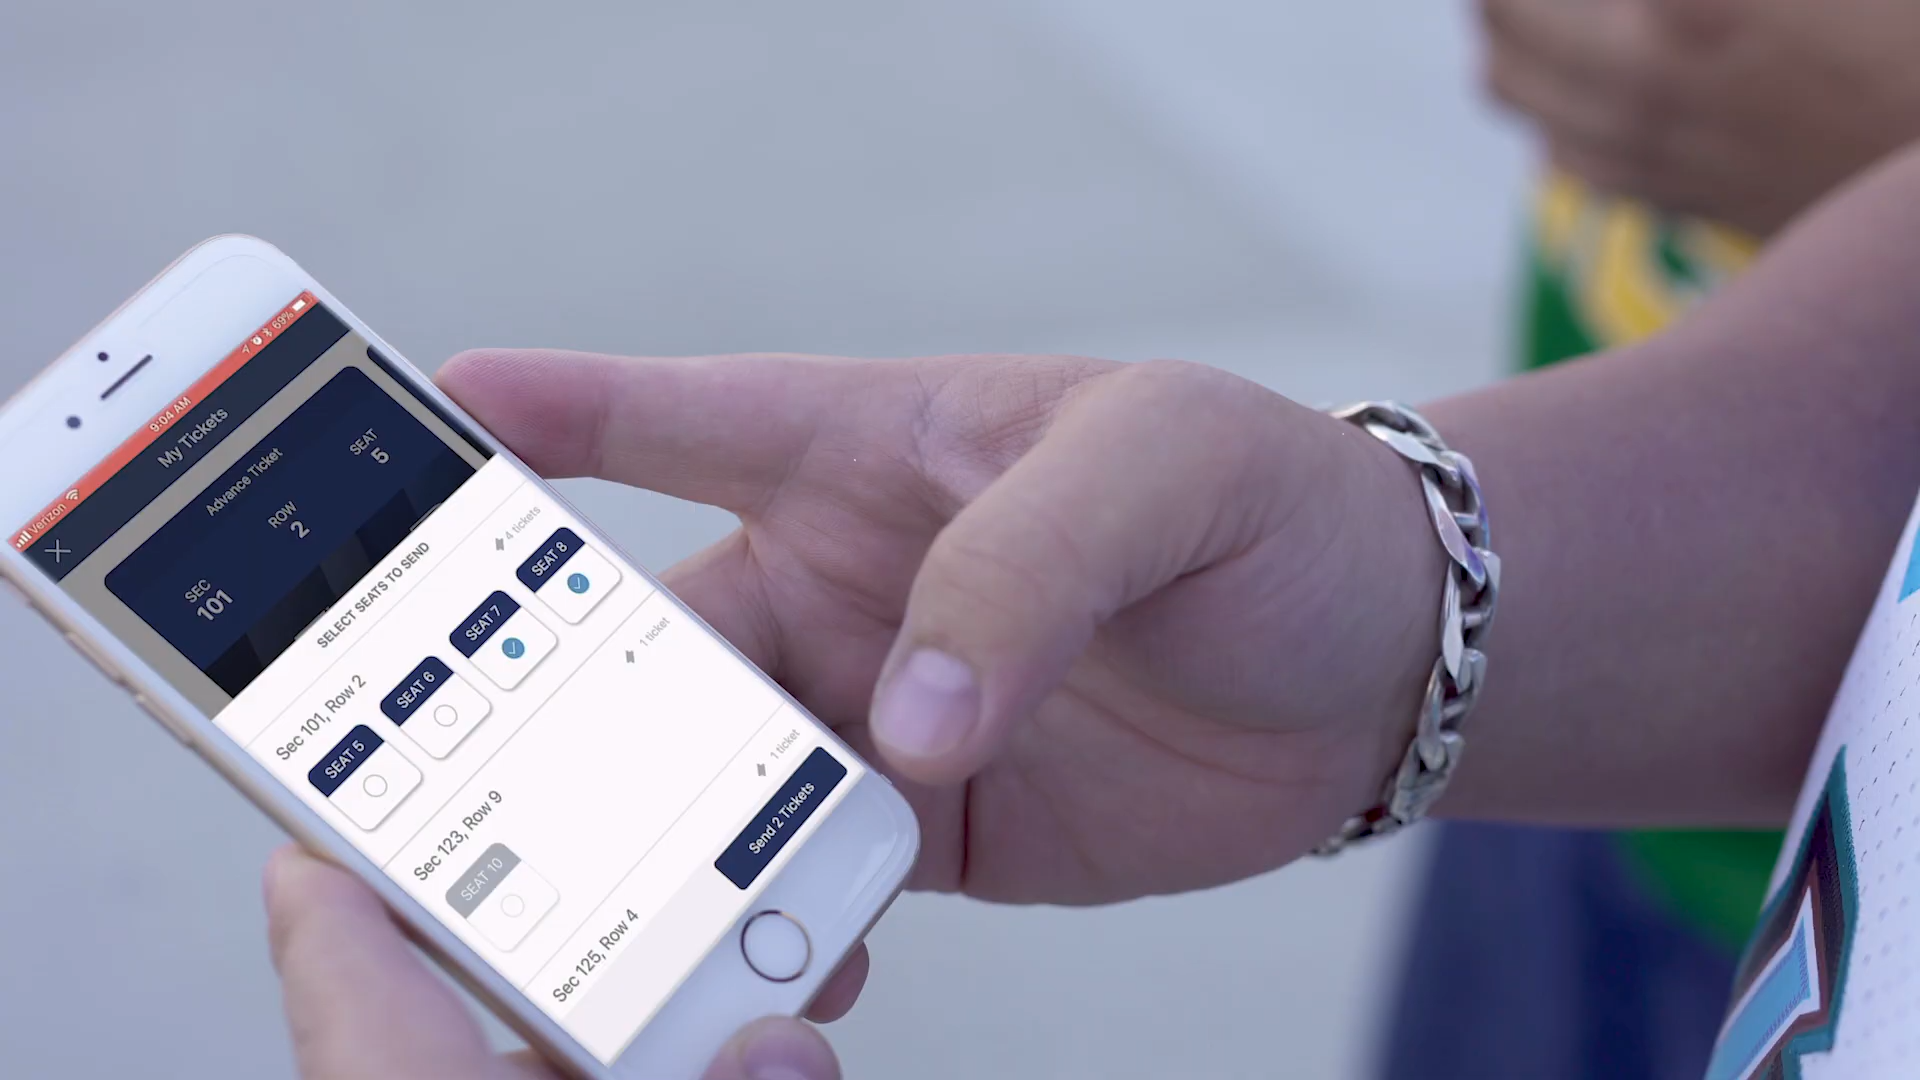 Verizon 9:04 AM 69%
My Tickets
Advance Ticket
SEC ROW SEAT
101 2 5
SELECT SEATS TO SEND
Sec 101, Row 2 4 tickets
SEAT 5 SEAT 6 SEAT 7 SEAT 8
Sec 123, Row 9 1 ticket
SEAT 10
Sec 125, Row 4 1 ticket
Send 2 Tickets